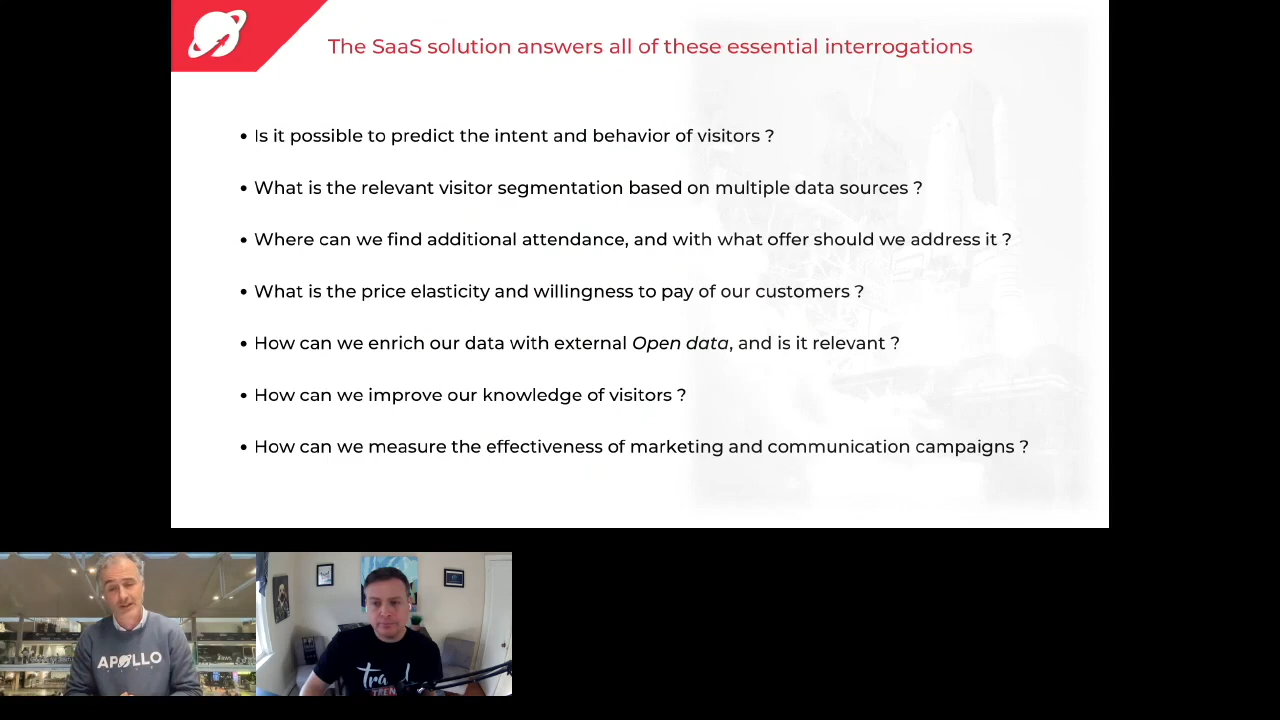 The SaaS solution answers all of these essential interrogations
• Is it possible to predict the intent and behavior of visitors ?
• What is the relevant visitor segmentation based on multiple data sources ?
• Where can we find additional attendance, and with what offer should we address it ?
• What is the price elasticity and willingness to pay of our customers ?
• How can we enrich our data with external Open data, and is it relevant ?
• How can we improve our knowledge of visitors ?
• How can we measure the effectiveness of marketing and communication campaigns ?
APOLLO